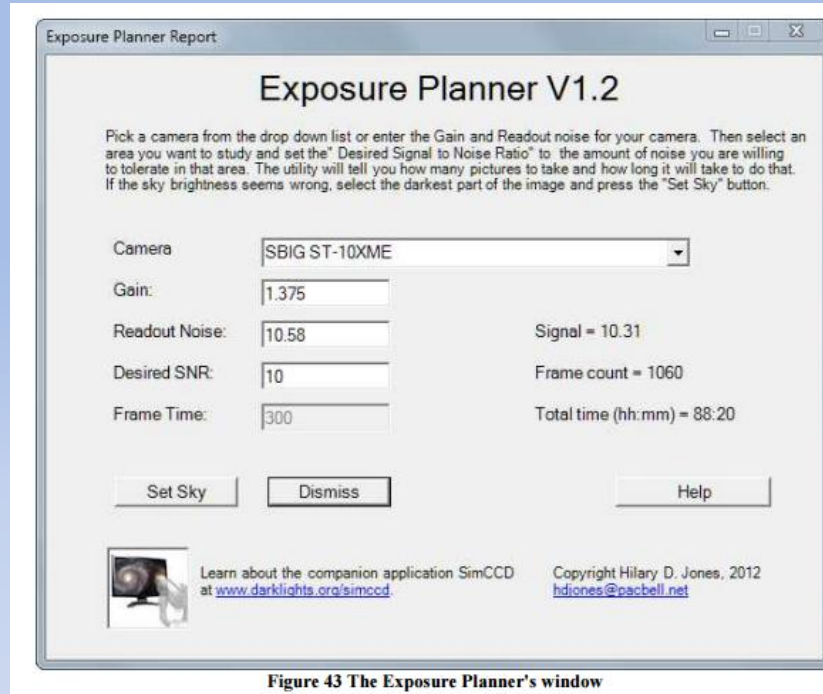 Exposure Planner Report
Exposure Planner V1.2
Pick a camera from the drop down list or enter the Gain and Readout noise for your camera. Then select an
area you want to study and set the" Desired Signal to Noise Ratio" to the amount of noise you are willing
to tolerate in that area. The utility will tell you how many pictures to take and how long it will take to do that.
If the sky brightness seems wrong, select the darkest part of the image and press the "Set Sky" button.
Camera SBIG ST-10XME
Gain: 1.375
Readout Noise: 10.58 Signal = 10.31
Desired SNR: 10 Frame count = 1060
Frame Time: 300 Total time (hh:mm) = 88:20
Set Sky Dismiss Help
Learn about the companion application SimCCD
at www.darklights.org/simccd.
Copyright Hilary D. Jones, 2012
hdjones@pacbell.net
Figure 43 The Exposure Planner's window